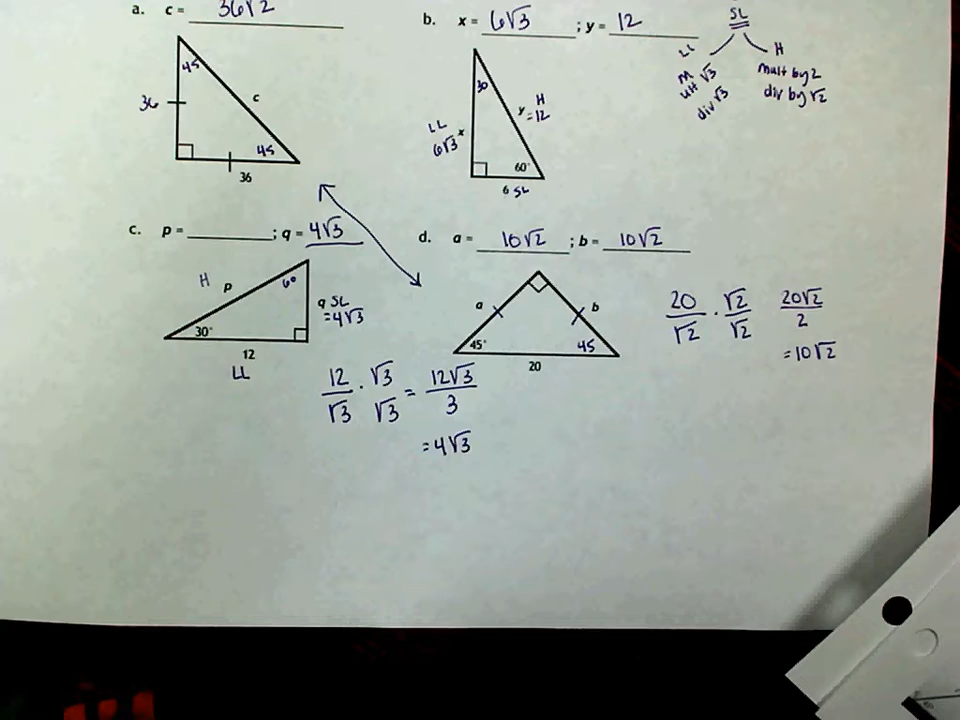 a. c = 36√2
b. x = 6√3 ; y = 12
SL
LL H
Mult √3 mult by 2
div √3 div by √2
45
36
c
45
36
30
LL
6√3 x
y H
= 12
60°
6 SL
c. p = ________ ; q = 4√3
d. a = 10√2 ; b = 10√2
H p
60
q SL
= 4√3
30°
12
LL
a
b
45°
45
20
20/√2 · √2/√2 20√2/2
= 10√2
12/√3 · √3/√3 = 12√3/3
= 4√3